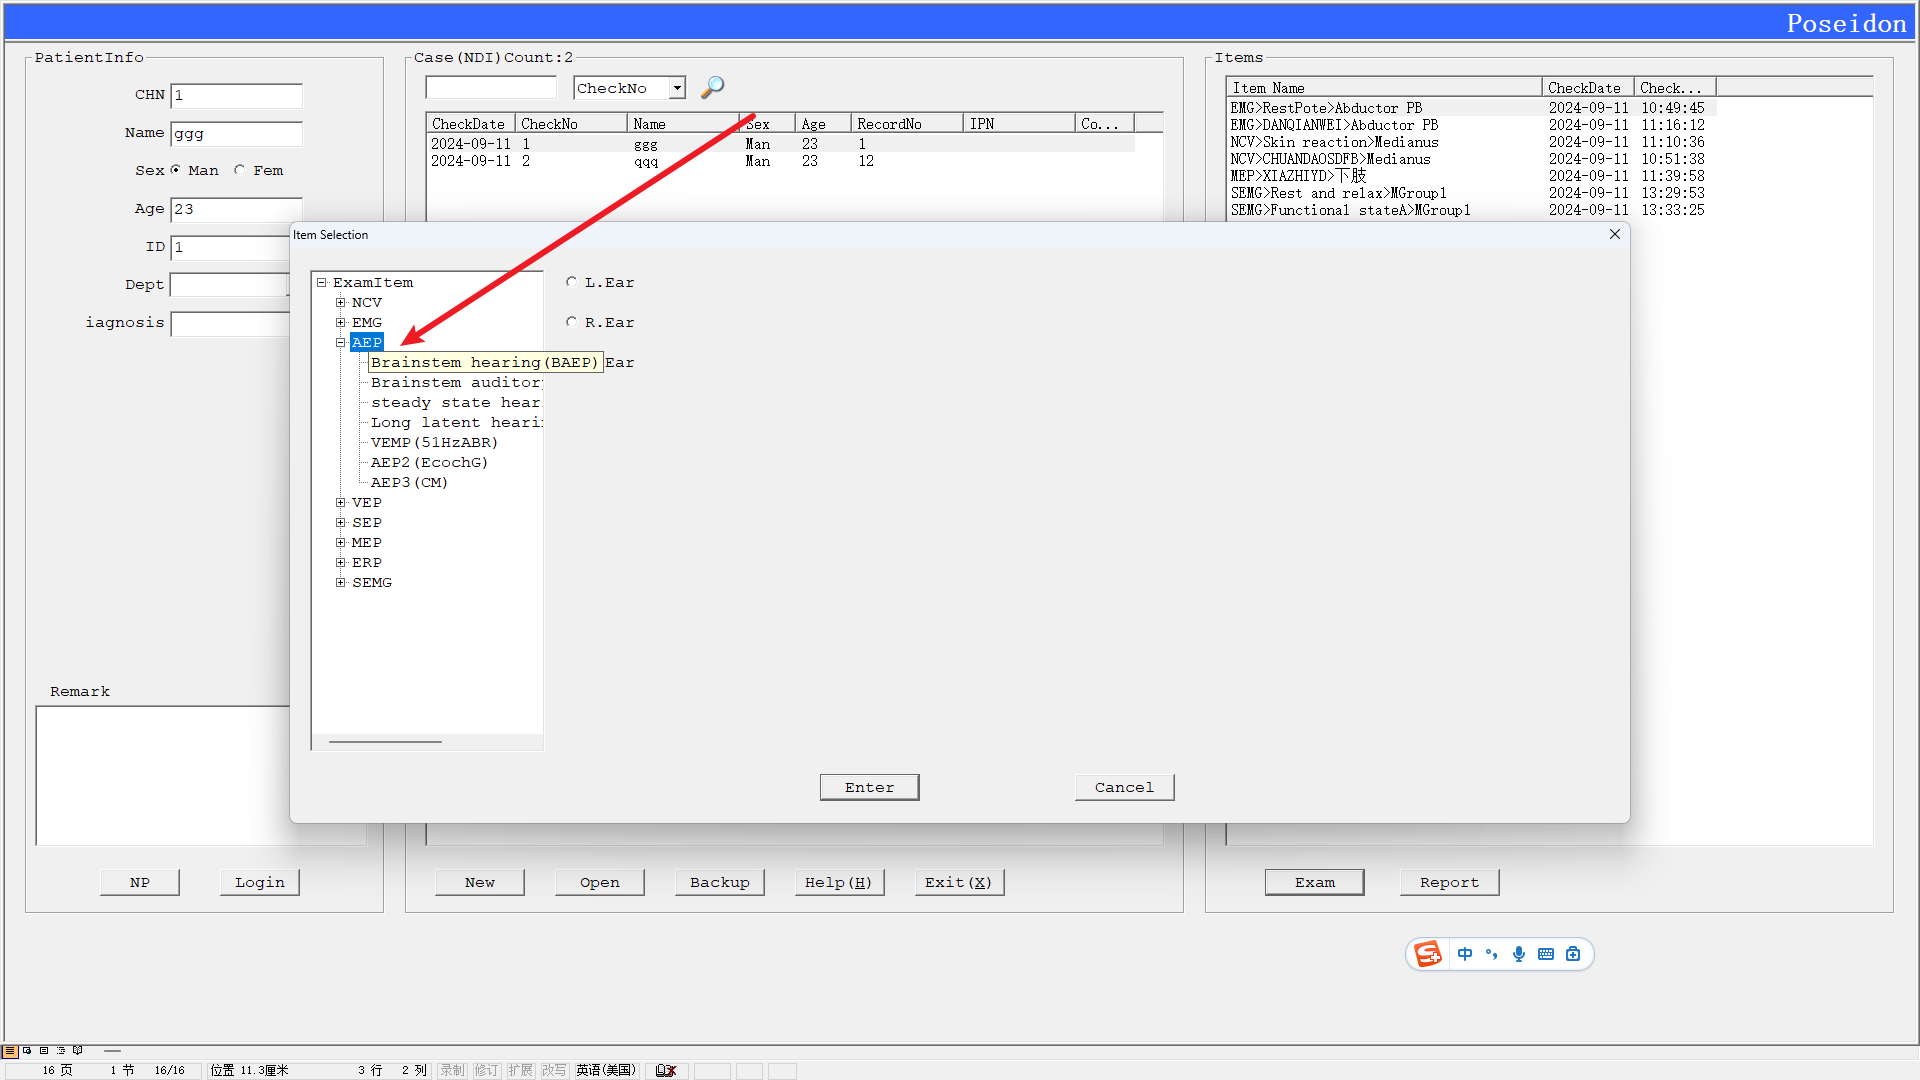 Poseidon
PatientInfo
CHN 1
Name ggg
Sex Man Fem
Age 23
ID 1
Dept
iagnosis
Remark
NP Login
Case(NDI)Count:2
CheckNo
CheckDate CheckNo Name Sex Age RecordNo IPN Co...
2024-09-11 1 ggg Man 23 1
2024-09-11 2 qqq Man 23 12
New Open Backup Help(H) Exit(X)
Items
Item Name CheckDate Check...
EMG>RestPote>Abductor PB 2024-09-11 10:49:45
EMG>DANQIANWEI>Abductor PB 2024-09-11 11:16:12
NCV>Skin reaction>Medianus 2024-09-11 11:10:36
NCV>CHUANDAOSDFB>Medianus 2024-09-11 10:51:38
MEP>XIAZHIYD>下肢 2024-09-11 11:39:58
SEMG>Rest and relax>MGroup1 2024-09-11 13:29:53
SEMG>Functional stateA>MGroup1 2024-09-11 13:33:25
Exam Report
Item Selection
ExamItem
NCV
EMG
AEP
Brainstem hearing(BAEP)
Brainstem auditor
steady state hear
Long latent heari
VEMP(51HzABR)
AEP2(EcochG)
AEP3(CM)
VEP
SEP
MEP
ERP
SEMG
L.Ear
R.Ear
Ear
Enter Cancel
中
16 页 1 节 16/16 位置 11.3厘米 3 行 2 列 录制 修订 扩展 改写 英语(美国)